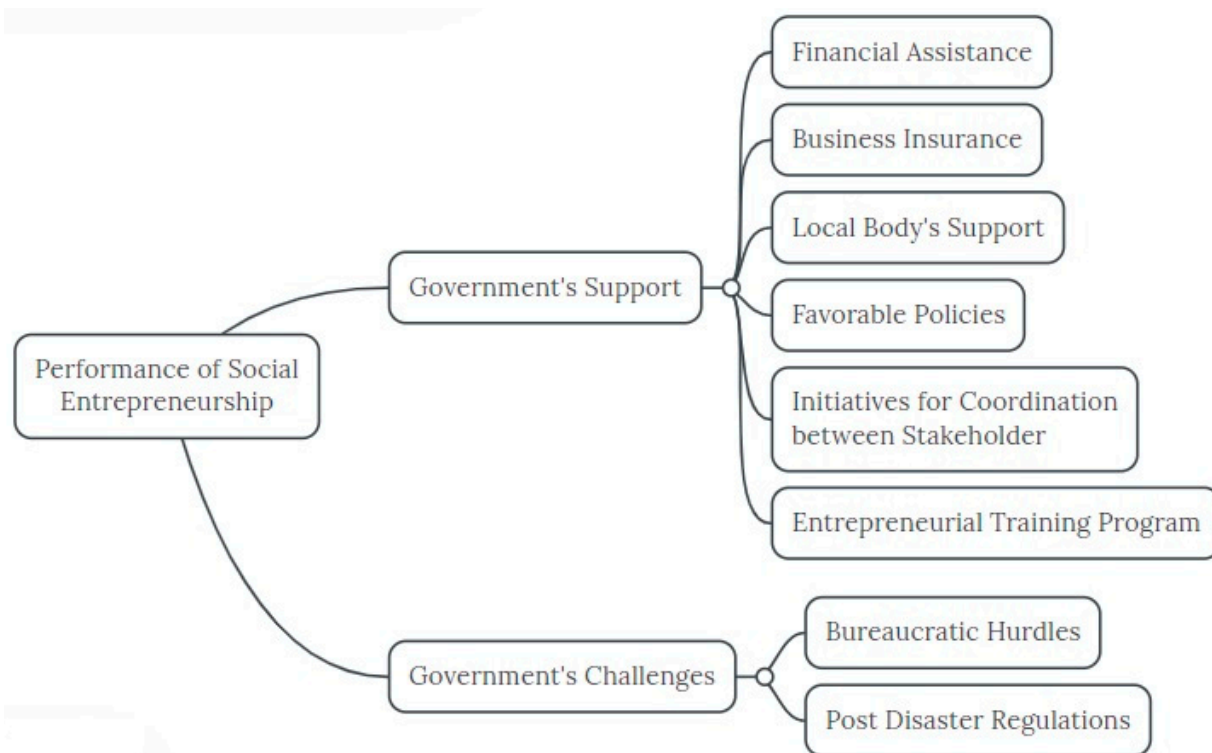 Performance of Social
Entrepreneurship
Government's Support
Financial Assistance
Business Insurance
Local Body's Support
Favorable Policies
Initiatives for Coordination
between Stakeholder
Entrepreneurial Training Program
Government's Challenges
Bureaucratic Hurdles
Post Disaster Regulations